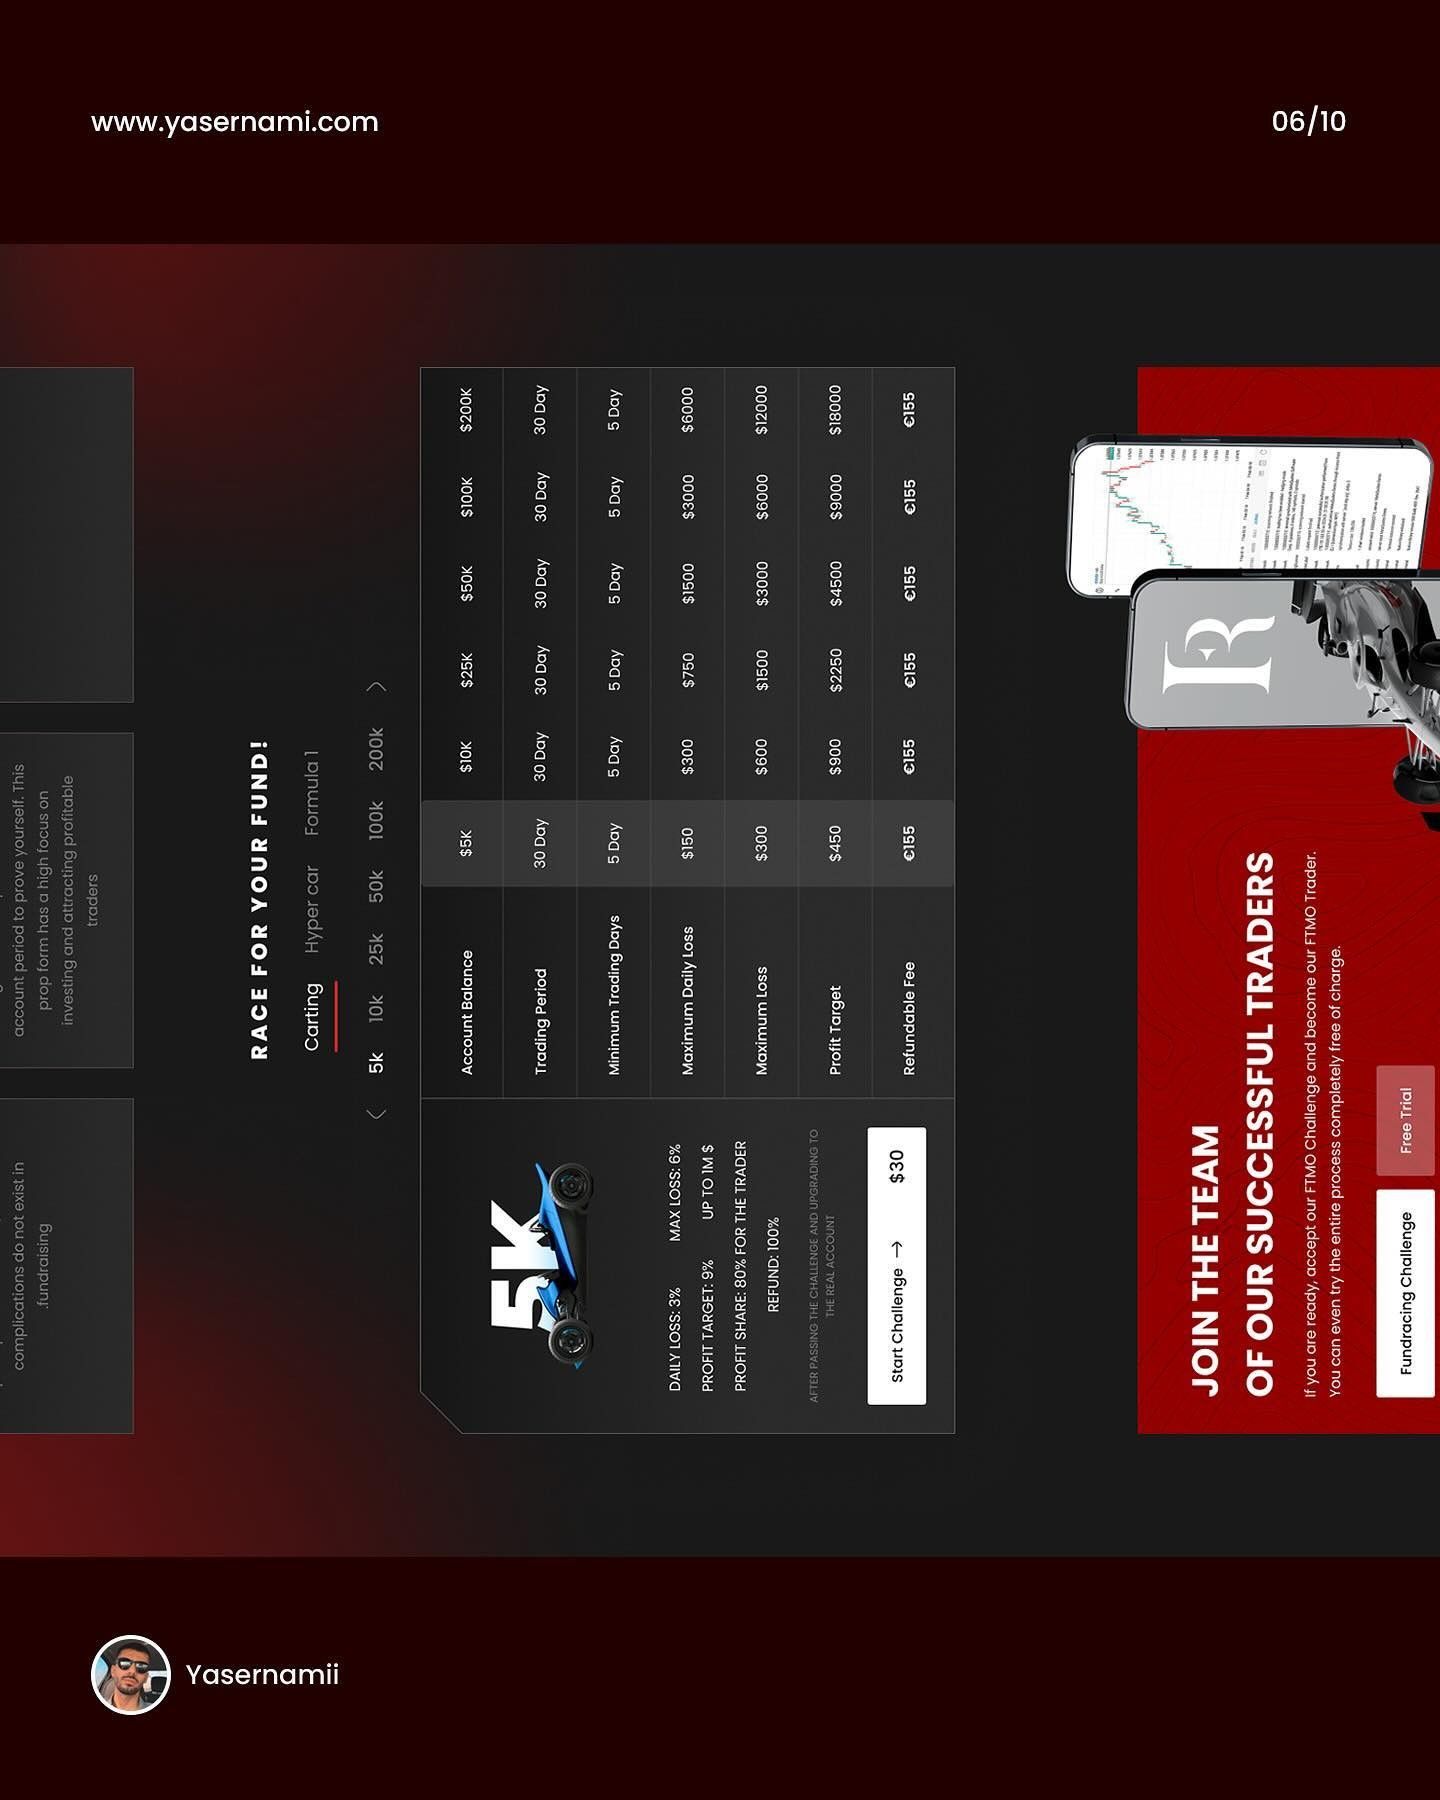 www.yasernami.com
06/10
account period to prove yourself. This
prop form has a high focus on
investing and attracting profitable
traders
complications do not exist in
.fundraising
RACE FOR YOUR FUND!
Carting Hyper car Formula 1
5k 10k 25k 50k 100k 200k
5K
DAILY LOSS: 3% MAX LOSS: 6%
PROFIT TARGET: 9% UP TO 1M $
PROFIT SHARE: 80% FOR THE TRADER
REFUND: 100%
AFTER PASSING THE CHALLENGE AND UPGRADING TO
THE REAL ACCOUNT
Start Challenge → $30
Account Balance $5K $10K $25K $50K $100K $200K
Trading Period 30 Day 30 Day 30 Day 30 Day 30 Day 30 Day
Minimum Trading Days 5 Day 5 Day 5 Day 5 Day 5 Day 5 Day
Maximum Daily Loss $150 $300 $750 $1500 $3000 $6000
Maximum Loss $300 $600 $1500 $3000 $6000 $12000
Profit Target $450 $900 $2250 $4500 $9000 $18000
Refundable Fee €155 €155 €155 €155 €155 €155
JOIN THE TEAM
OF OUR SUCCESSFUL TRADERS
If you are ready, accept our FTMO Challenge and become our FTMO Trader.
You can even try the entire process completely free of charge.
Fundracing Challenge Free Trial
R
Yasernamii